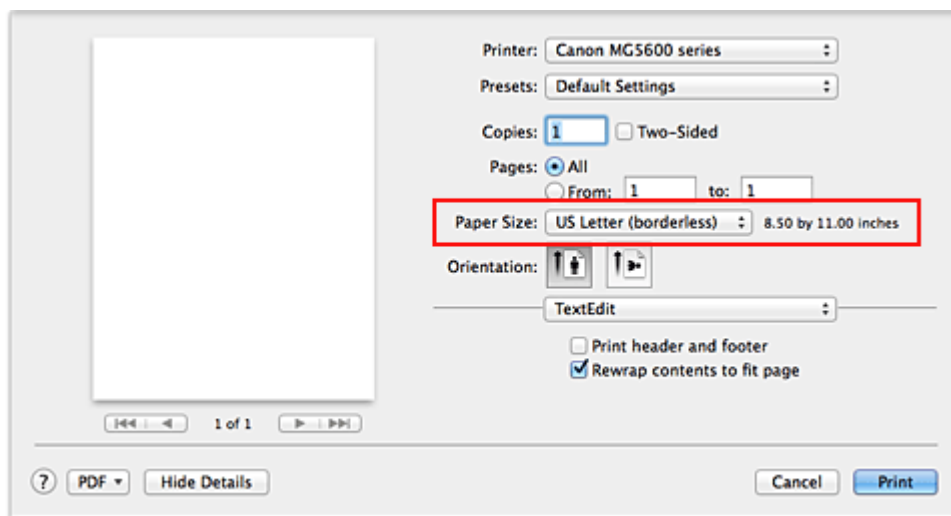 Printer: Canon MG5600 series
Presets: Default Settings
Copies: 1 Two-Sided
Pages: All
From: 1 to: 1
Paper Size: US Letter (borderless) 8.50 by 11.00 inches
Orientation:
TextEdit
Print header and footer
Rewrap contents to fit page
1 of 1
? PDF Hide Details Cancel Print